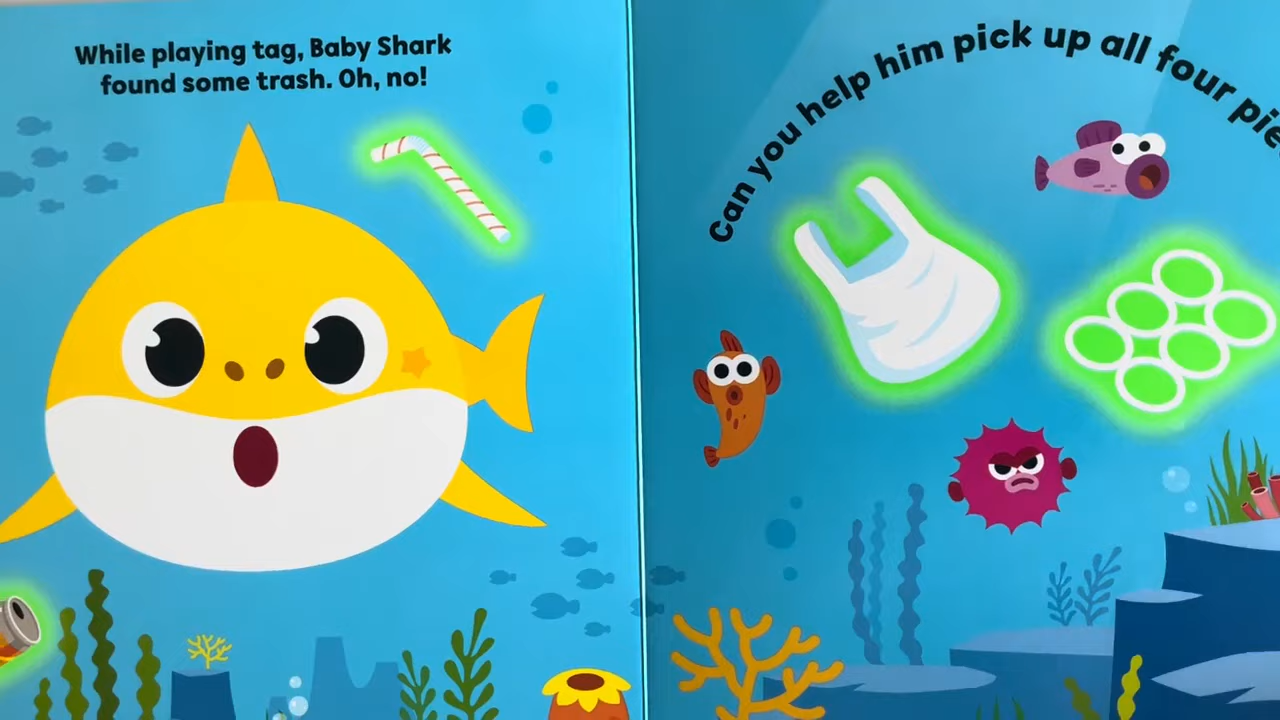 While playing tag, Baby Shark
found some trash. Oh, no!
Can you help him pick up all four